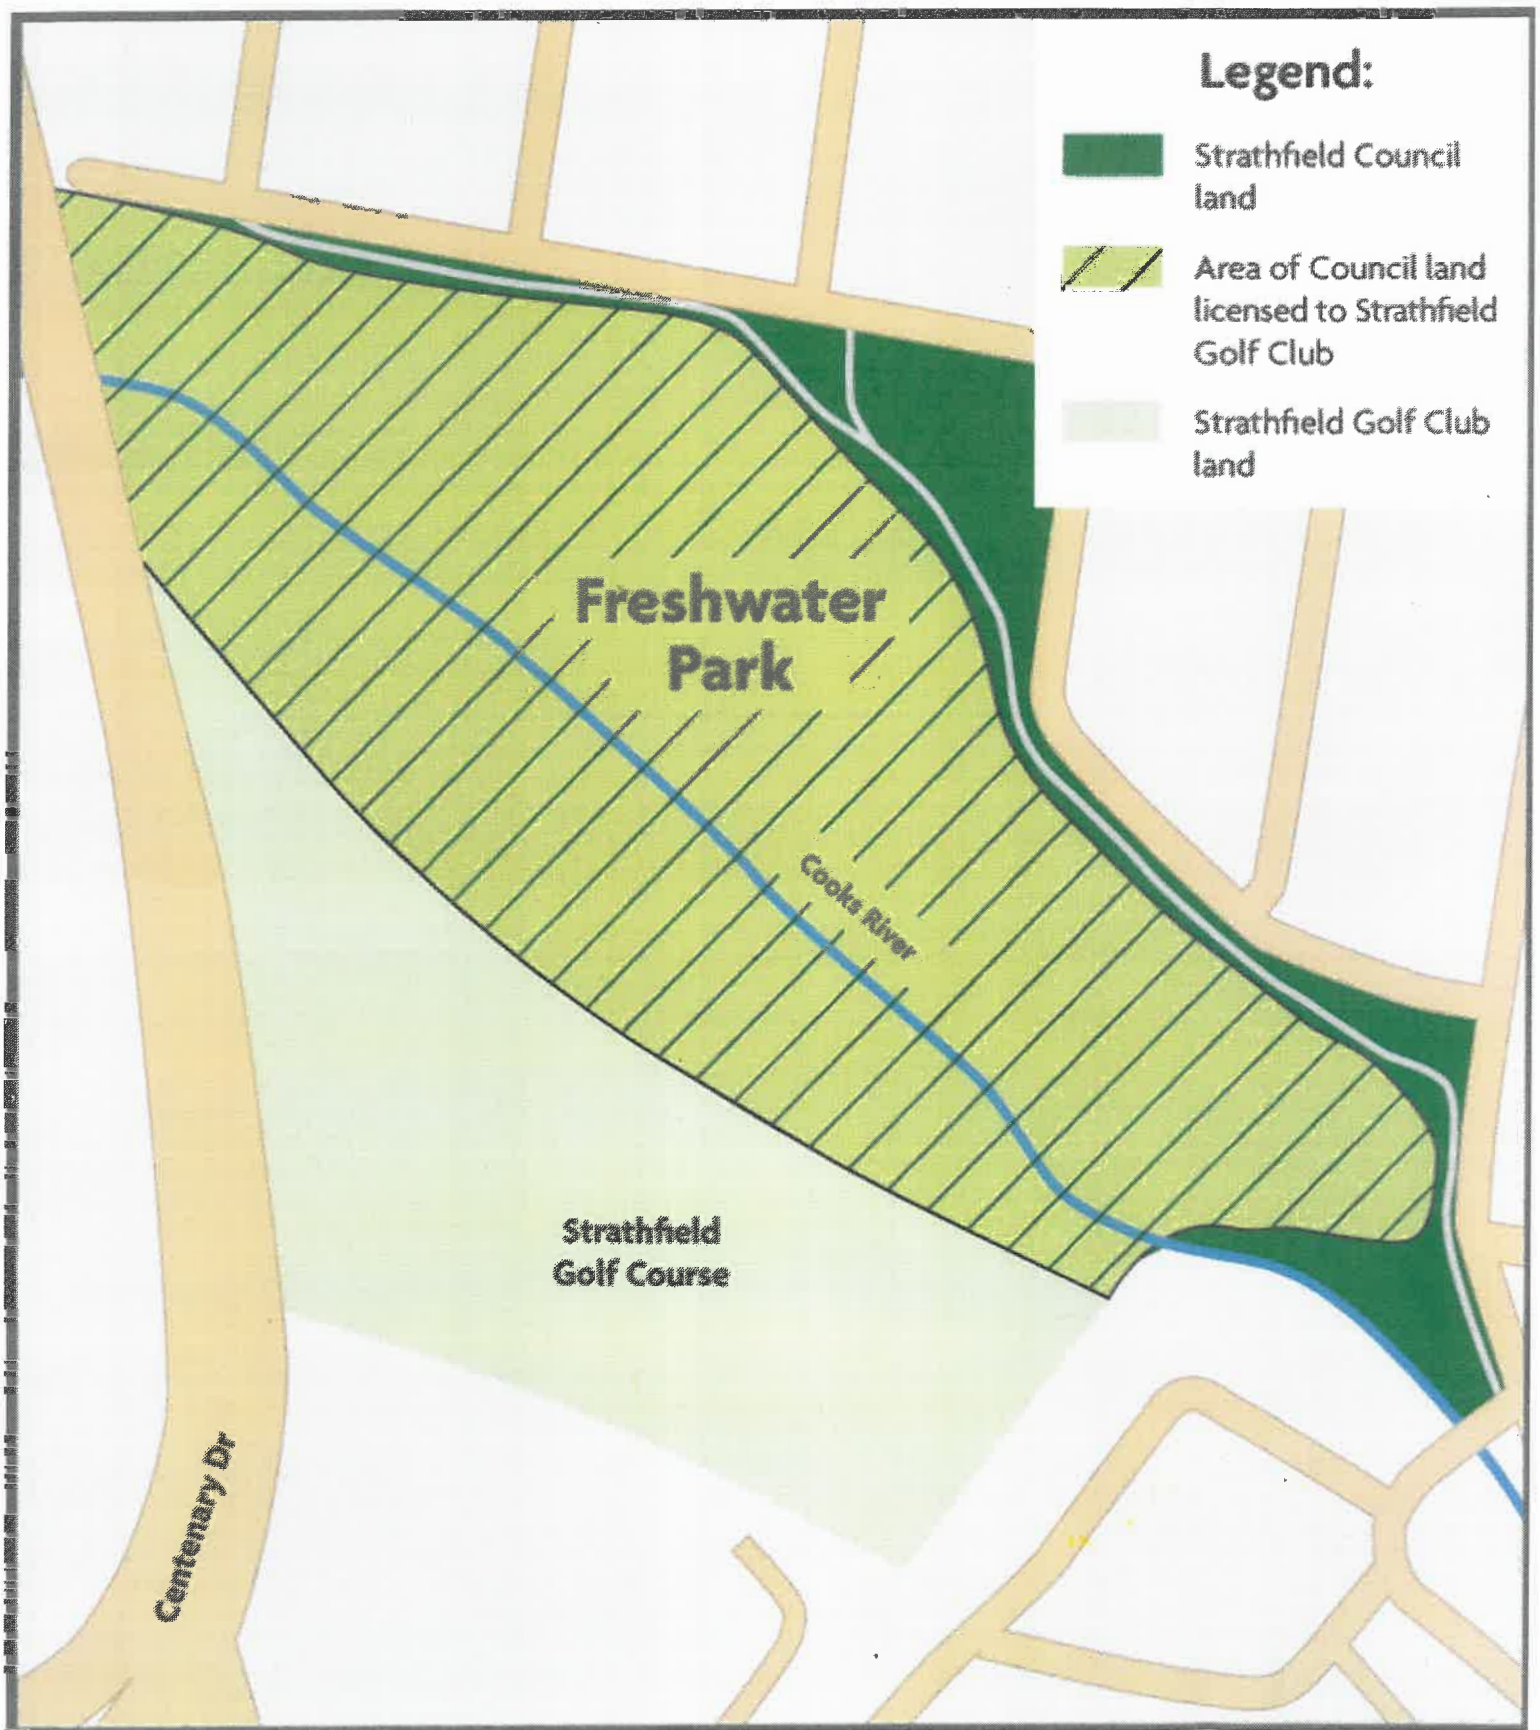 Legend:
Strathfield Council
land
Area of Council land
licensed to Strathfield
Golf Club
Strathfield Golf Club
land
Freshwater
Park
Cooks River
Strathfield
Golf Course
Centenary Dr